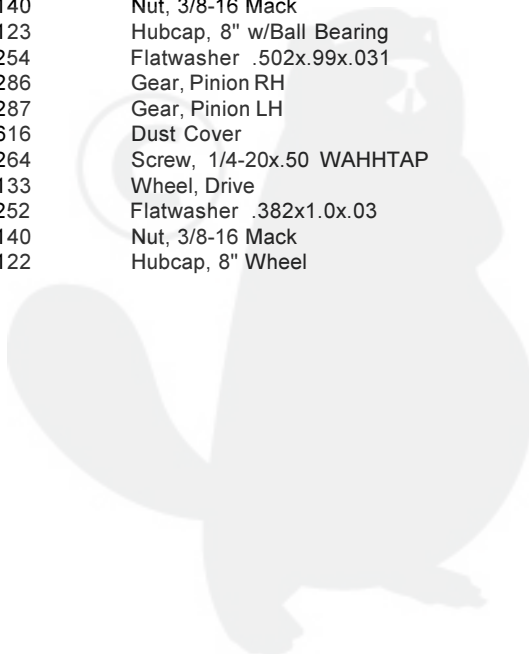 140 Nut, 3/8-16 Mack
123 Hubcap, 8" w/Ball Bearing
254 Flatwasher .502x.99x.031
286 Gear, Pinion RH
287 Gear, Pinion LH
616 Dust Cover
264 Screw, 1/4-20x.50 WAHHTAP
133 Wheel, Drive
252 Flatwasher .382x1.0x.03
140 Nut, 3/8-16 Mack
122 Hubcap, 8" Wheel
©